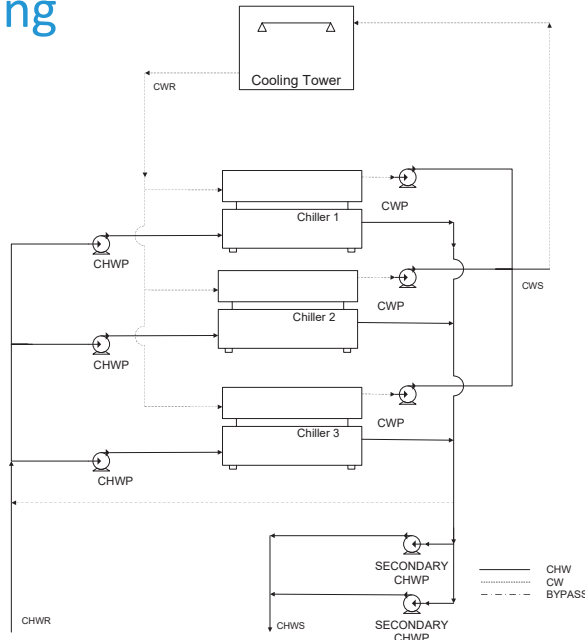 ng
Cooling Tower
CWR
Chiller 1
CWP
CHWP
Chiller 2
CWP
CWS
CHWP
Chiller 3
CWP
CHWP
SECONDARY
CHWP
CHW
CW
BYPASS
CHWR
CHWS
SECONDARY
CHWP